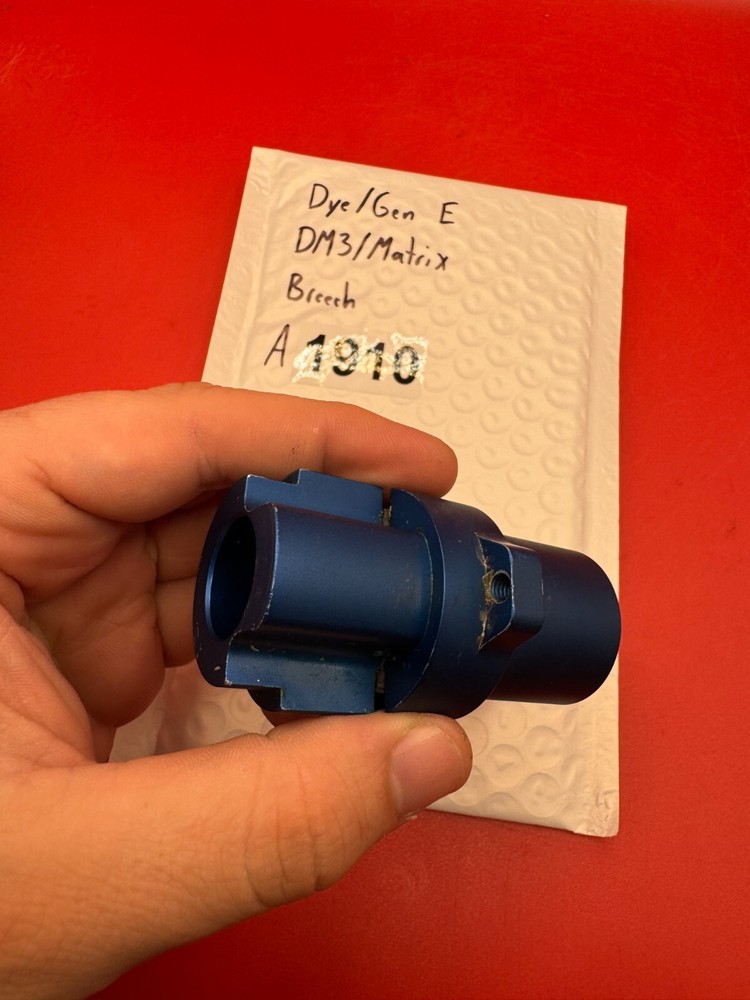 Dye/Gen E
DM3/Matrix
Breech
A 1910